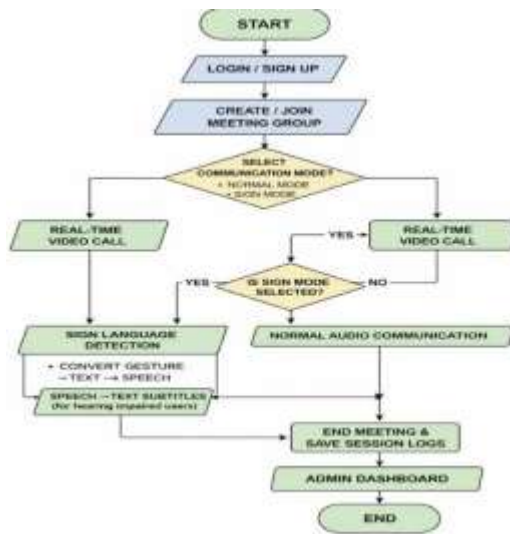 START
LOGIN / SIGN UP
CREATE / JOIN
MEETING GROUP
SELECT
COMMUNICATION MODE?
+ NORMAL MODE
• SIGN MODE
REAL-TIME
VIDEO CALL
YES
REAL-TIME
VIDEO CALL
YES
IS SIGN MODE
SELECTED?
NO
SIGN LANGUAGE
DETECTION
NORMAL AUDIO COMMUNICATION
+ CONVERT GESTURE
→TEXT → SPEECH
SPEECH →TEXT SUBTITLES
(for hearing impaired users)
END MEETING &
SAVE SESSION LOGS
ADMIN DASHBOARD
END